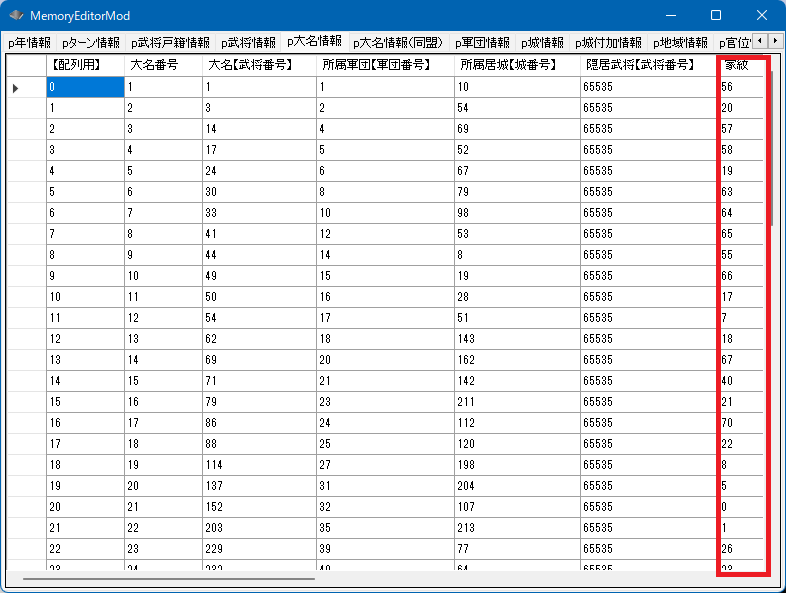 MemoryEditorMod
p年情報 pターン情報 p武将戸籍情報 p武将情報 p大名情報 p大名情報(同盟) p軍団情報 p城情報 p城付加情報 p地域情報 p官位
【配列用】 大名番号 大名【武将番号】 所属軍団【軍団番号】 所属居城【城番号】 隠居武将【武将番号】 家紋
0 1 1 1 10 65535 56
1 2 3 2 54 65535 20
2 3 14 4 69 65535 57
3 4 17 5 52 65535 58
4 5 24 6 67 65535 19
5 6 30 8 79 65535 63
6 7 33 10 98 65535 64
7 8 41 12 53 65535 65
8 9 44 14 8 65535 55
9 10 49 15 19 65535 66
10 11 50 16 28 65535 17
11 12 54 17 51 65535 7
12 13 62 18 143 65535 18
13 14 69 20 162 65535 67
14 15 71 21 142 65535 40
15 16 79 23 211 65535 21
16 17 86 24 112 65535 70
17 18 88 25 120 65535 22
18 19 114 27 198 65535 8
19 20 137 31 204 65535 5
20 21 152 32 107 65535 0
21 22 203 35 213 65535 1
22 23 229 39 77 65535 26
23 24 232 40 64 65535 23